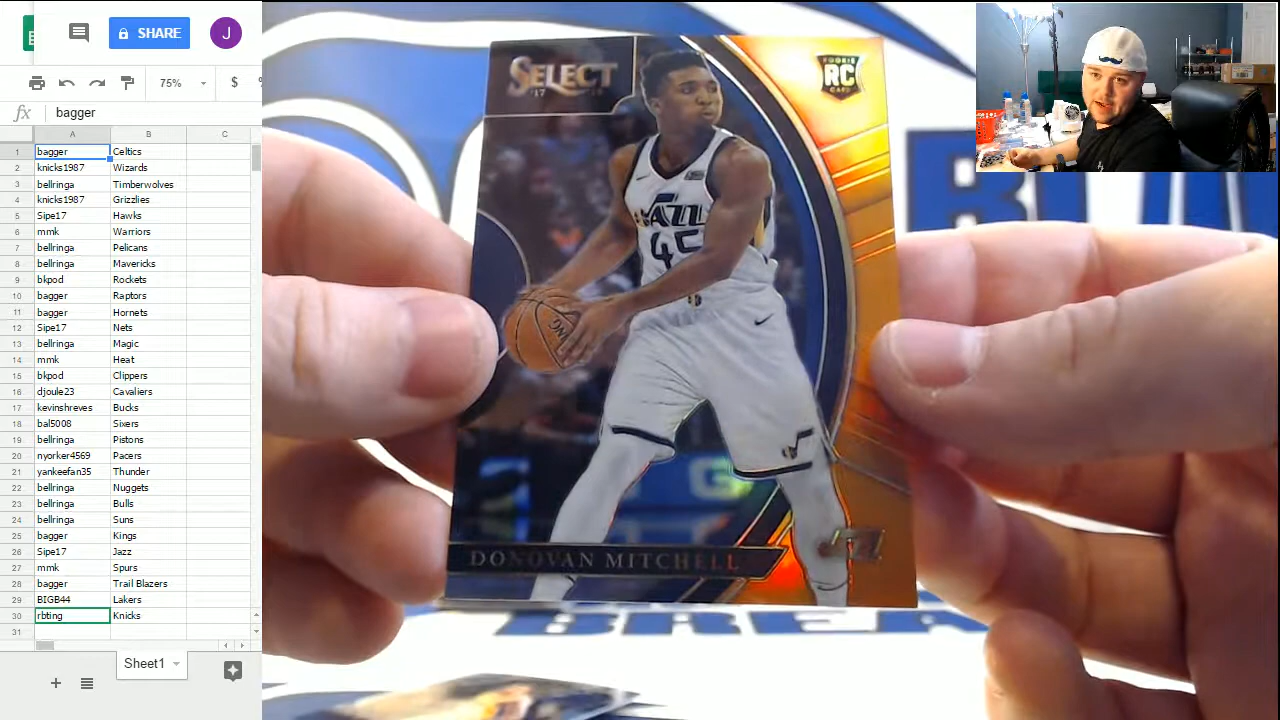 SHARE
J
75%
$
%
fx bagger
A B C
1 bagger Celtics
2 knicks1987 Wizards
3 bellringa Timberwolves
4 knicks1987 Grizzlies
5 Sipe17 Hawks
6 mmk Warriors
7 bellringa Pelicans
8 bellringa Mavericks
9 bkpod Rockets
10 bagger Raptors
11 bagger Hornets
12 Sipe17 Nets
13 bellringa Magic
14 mmk Heat
15 bkpod Clippers
16 djoule23 Cavaliers
17 kevinshreves Bucks
18 bal5008 Sixers
19 bellringa Pistons
20 nyorker4569 Pacers
21 yankeefan35 Thunder
22 bellringa Nuggets
23 bellringa Bulls
24 bellringa Suns
25 bagger Kings
26 Sipe17 Jazz
27 mmk Spurs
28 bagger Trail Blazers
29 BIGB44 Lakers
30 rbting Knicks
31
Sheet1
SELECT
ROOKIE
RC
CARD
JAZZ
45
DONOVAN MITCHELL
BREA